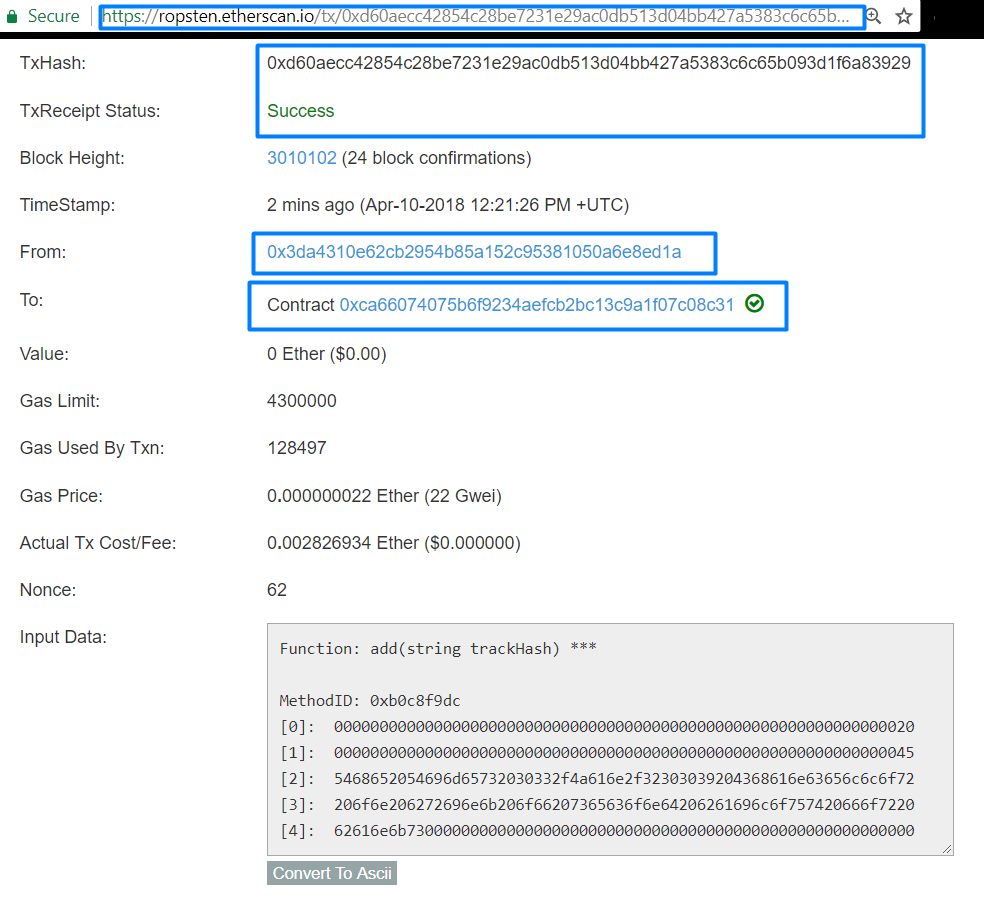 Secure https://ropsten.etherscan.io/tx/0xd60aecc42854c28be7231e29ac0db513d04bb427a5383c6c65b...
TxHash: 0xd60aecc42854c28be7231e29ac0db513d04bb427a5383c6c65b093d1f6a83929
TxReceipt Status: Success
Block Height: 3010102 (24 block confirmations)
TimeStamp: 2 mins ago (Apr-10-2018 12:21:26 PM +UTC)
From: 0x3da4310e62cb2954b85a152c95381050a6e8ed1a
To: Contract 0xca66074075b6f9234aefcb2bc13c9a1f07c08c31
Value: 0 Ether ($0.00)
Gas Limit: 4300000
Gas Used By Txn: 128497
Gas Price: 0.000000022 Ether (22 Gwei)
Actual Tx Cost/Fee: 0.002826934 Ether ($0.000000)
Nonce: 62
Input Data:
Function: add(string trackHash) ***
MethodID: 0xb0c8f9dc
[0]: 0000000000000000000000000000000000000000000000000000000000000020
[1]: 0000000000000000000000000000000000000000000000000000000000000045
[2]: 5468652054696d65732030332f4a616e2f32303039204368616e63656c6c6f72
[3]: 206f6e206272696e6b206f66207365636f6e64206261696c6f757420666f7220
[4]: 62616e6b73000000000000000000000000000000000000000000000000000000
Convert To Ascii